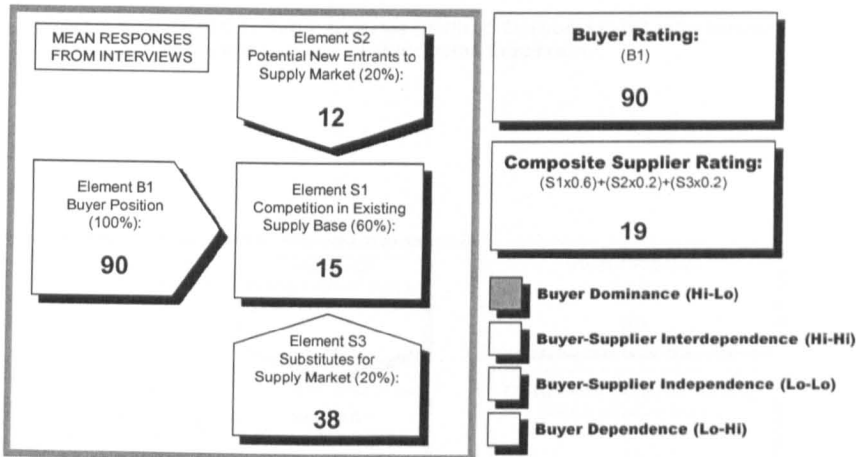 MEAN RESPONSES
FROM INTERVIEWS
Element S2
Potential New Entrants to
Supply Market (20%):
12
Element B1
Buyer Position
(100%):
90
Element S1
Competition in Existing
Supply Base (60%):
15
Element S3
Substitutes for
Supply Market (20%):
38
Buyer Rating:
(B1)
90
Composite Supplier Rating:
(S1x0.6)+(S2x0.2)+(S3x0.2)
19
Buyer Dominance (Hi-Lo)
Buyer-Supplier Interdependence (Hi-Hi)
Buyer-Supplier Independence (Lo-Lo)
Buyer Dependence (Lo-Hi)